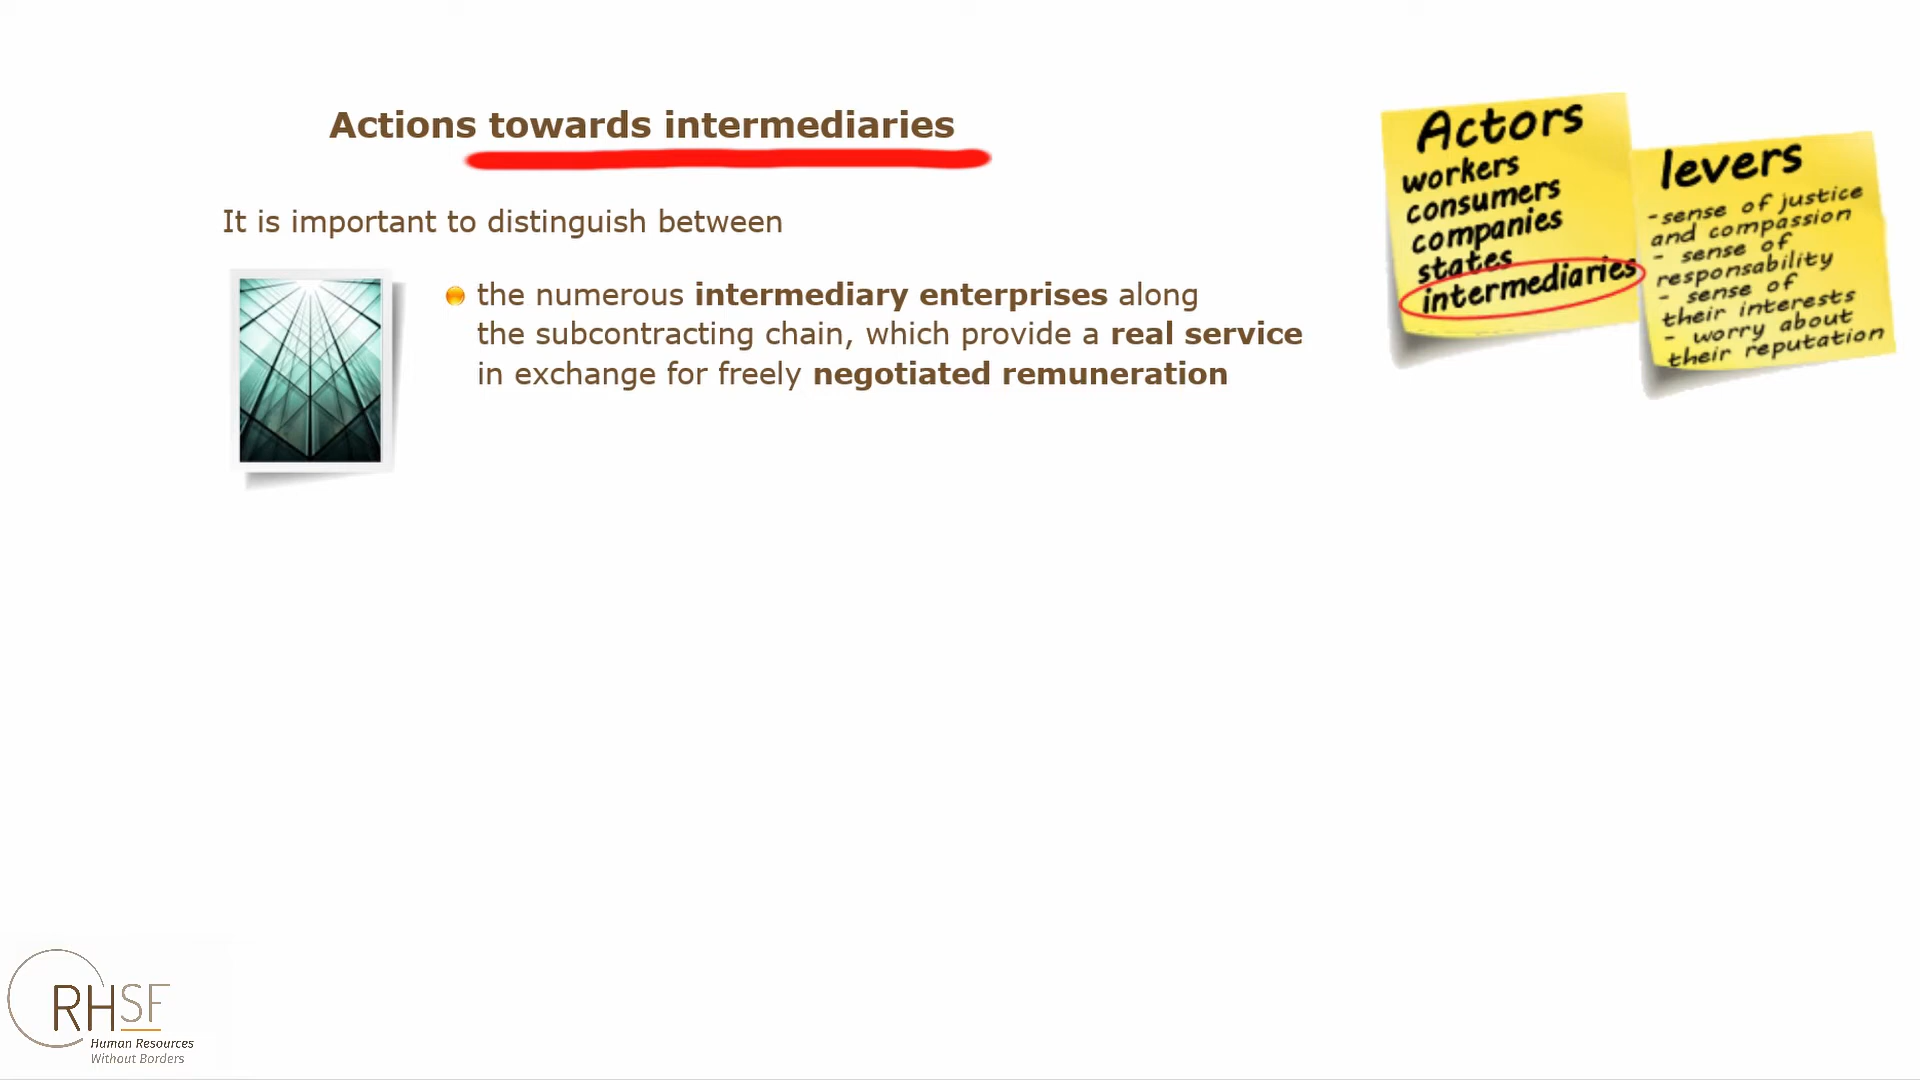 Actions towards intermediaries
It is important to distinguish between
the numerous intermediary enterprises along
the subcontracting chain, which provide a real service
in exchange for freely negotiated remuneration
Actors
workers
consumers
companies
states
intermediaries
levers
-sense of justice
and compassion
- sense of
responsability
- sense of
their interests
- worry about
their reputation
RHSF
Human Resources
Without Borders